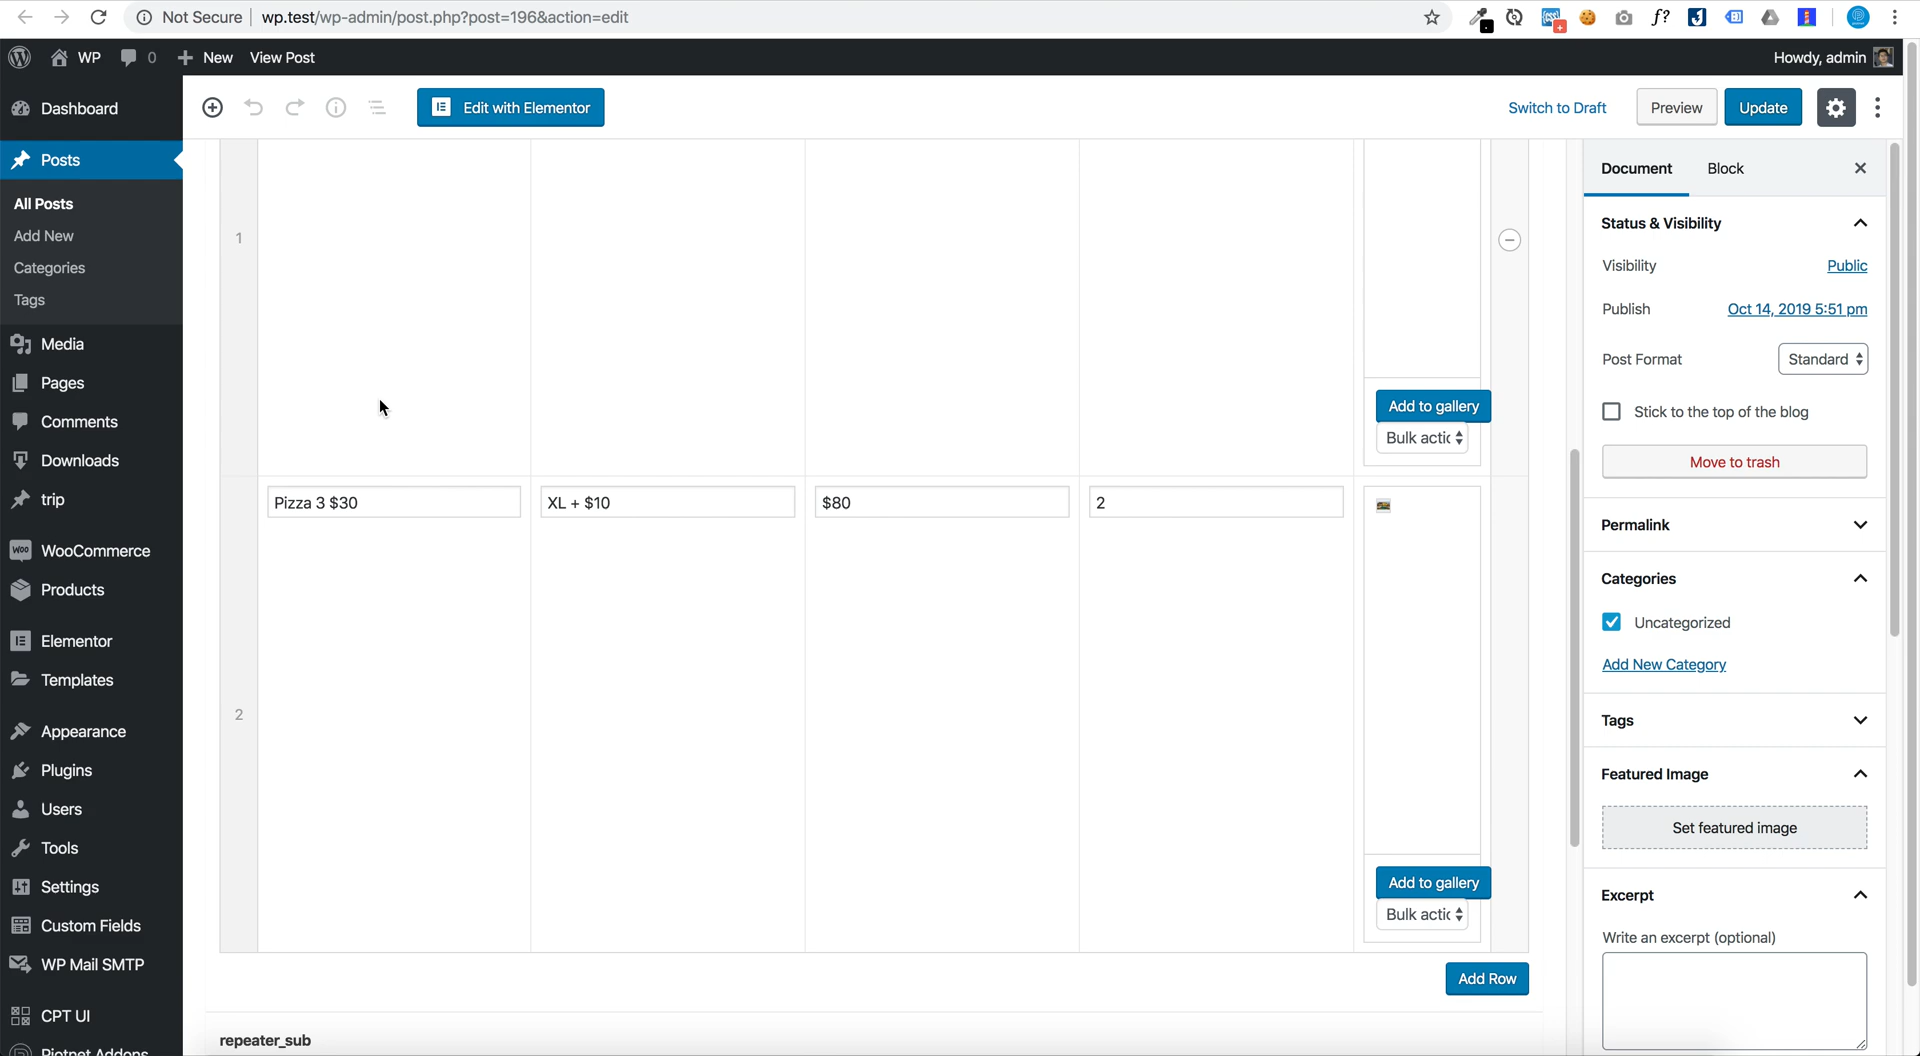 Not Secure
wp.test/wp-admin/post.php?post=196&action=edit
f?
WP
0
New
View Post
Howdy, admin
Dashboard
Posts
All Posts
Add New
Categories
Tags
Media
Pages
Comments
Downloads
trip
WooCommerce
Products
Elementor
Templates
Appearance
Plugins
Users
Tools
Settings
Custom Fields
WP Mail SMTP
CPT UI
Piotnet Addons
Edit with Elementor
Switch to Draft
Preview
Update
1
Add to gallery
Bulk actic
Pizza 3 $30
XL + $10
$80
2
2
Add to gallery
Bulk actic
Add Row
repeater_sub
Document
Block
Status & Visibility
Visibility
Public
Publish
Oct 14, 2019 5:51 pm
Post Format
Standard
Stick to the top of the blog
Move to trash
Permalink
Categories
Uncategorized
Add New Category
Tags
Featured Image
Set featured image
Excerpt
Write an excerpt (optional)